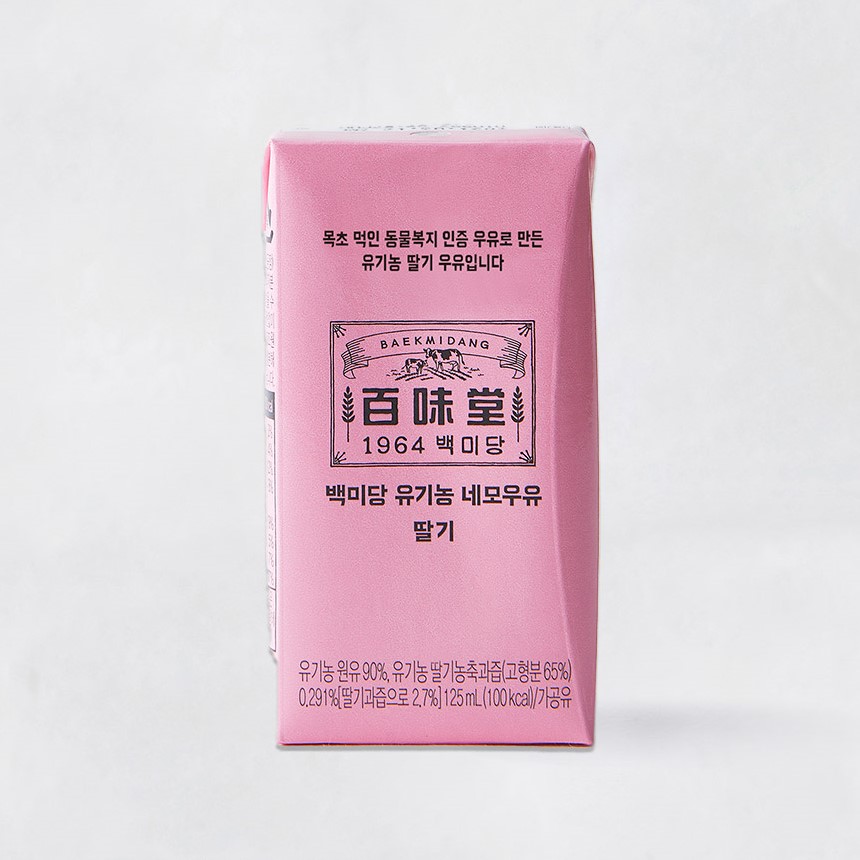 목초 먹인 동물복지 인증 우유로 만든
유기농 딸기 우유입니다
BAEKMIDANG
百味堂
1964 백미당
백미당 유기농 네모우유
딸기
유기농 원유 90%, 유기농 딸기농축과즙(고형분 65%)
0.291%[딸기과즙으로 2.7%] 125 mL (100 kcal)/가공유